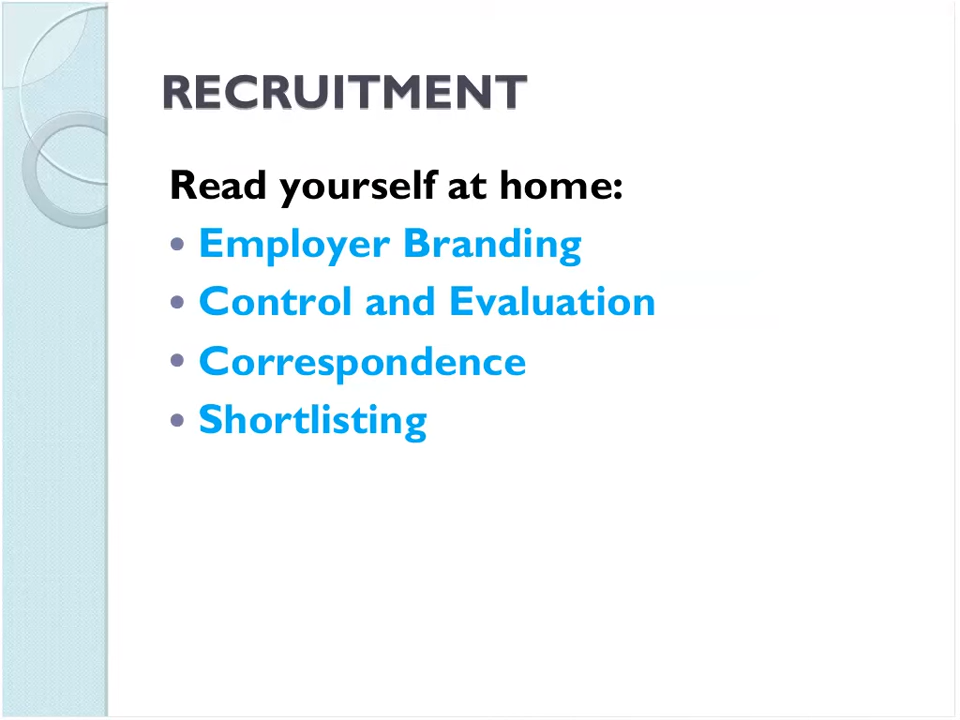 RECRUITMENT
Read yourself at home:
• Employer Branding
• Control and Evaluation
• Correspondence
• Shortlisting